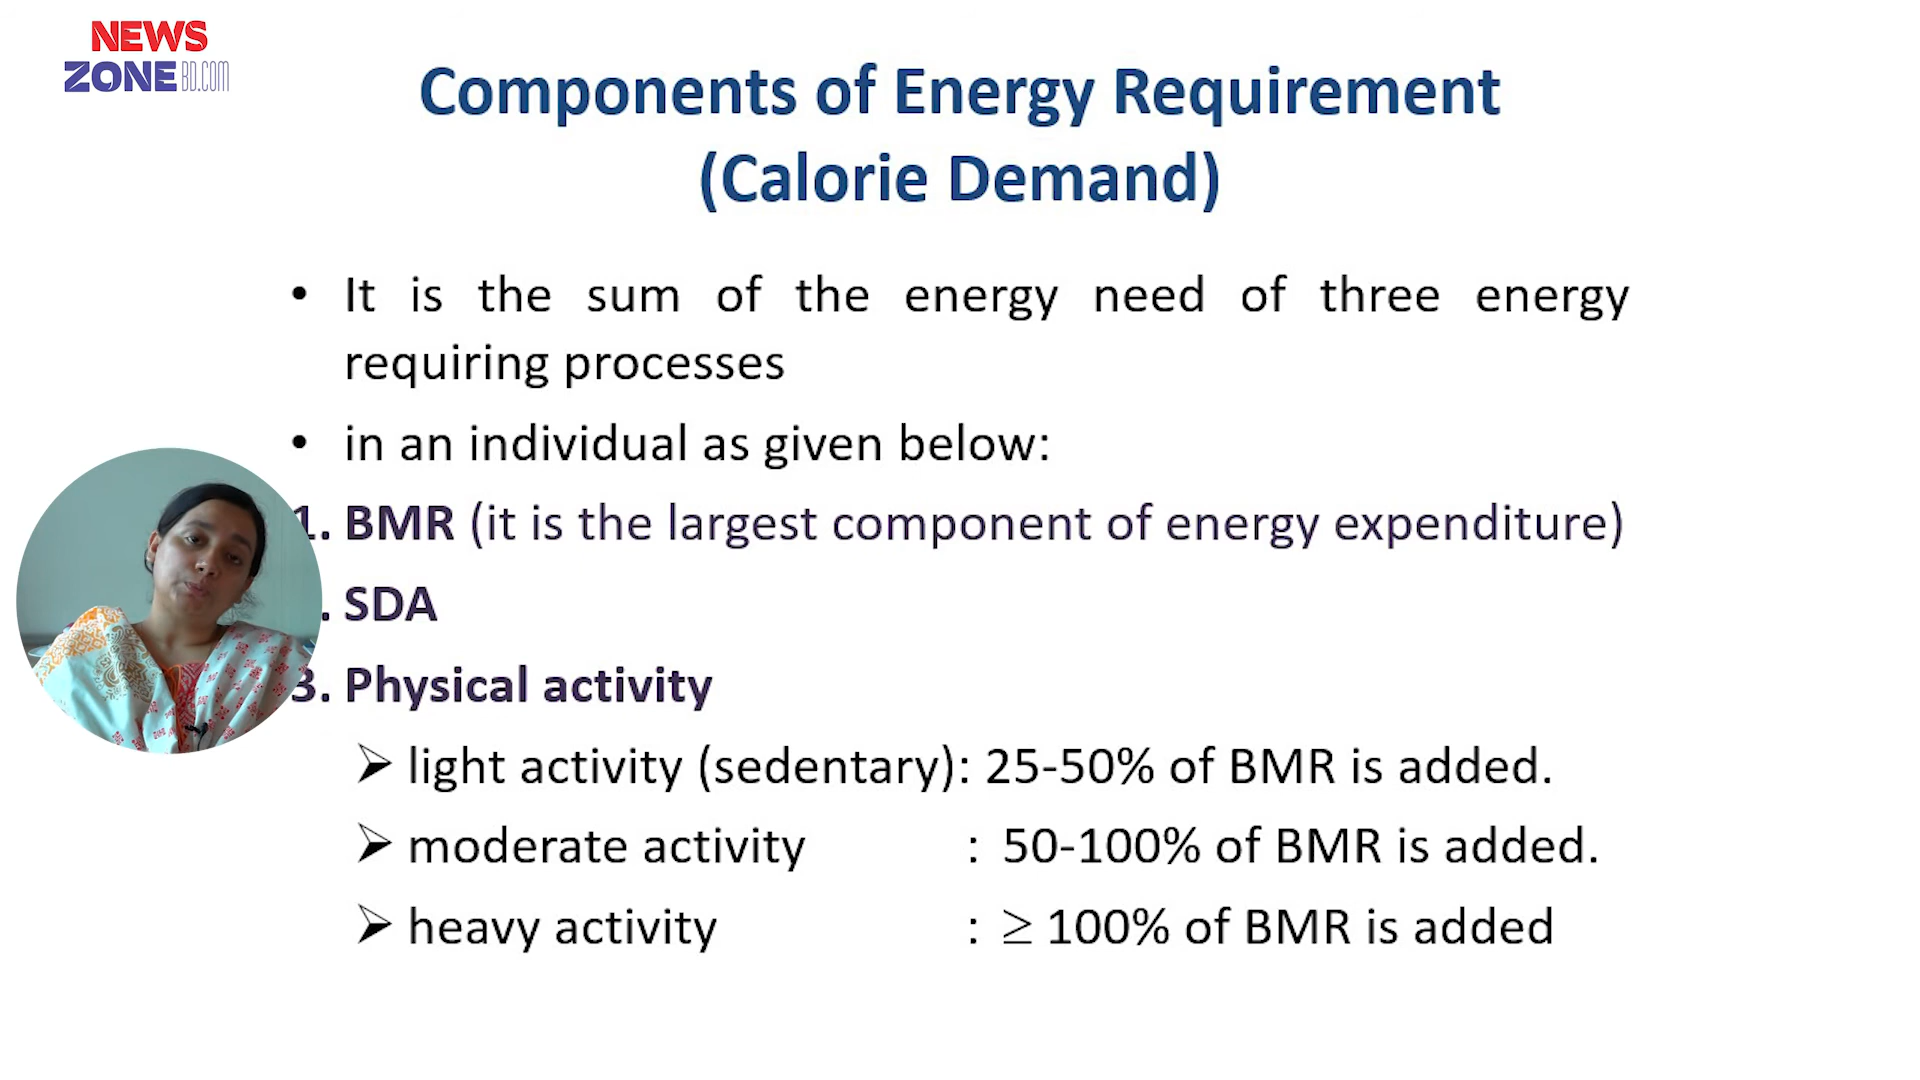 NEWS
ZONE BD.COM
Components of Energy Requirement
(Calorie Demand)
• It is the sum of the energy need of three energy
requiring processes
• in an individual as given below:
1. BMR (it is the largest component of energy expenditure)
. SDA
3. Physical activity
➢ light activity (sedentary): 25-50% of BMR is added.
➢ moderate activity : 50-100% of BMR is added.
➢ heavy activity : ≥ 100% of BMR is added